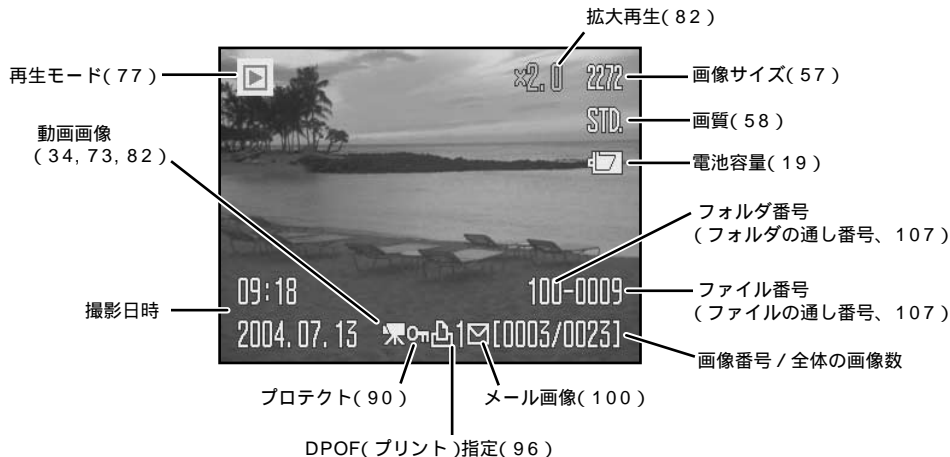 拡大再生(82)
再生モード(77)
×2.0 2272
画像サイズ(57)
動画画像
(34,73,82)
STD.
画質(58)
電池容量(19)
フォルダ番号
(フォルダの通し番号、107)
09:18
100-0009
ファイル番号
(ファイルの通し番号、107)
撮影日時
2004.07.13
1
[0003/0023]
画像番号/全体の画像数
プロテクト(90)
メール画像(100)
DPOF(プリント)指定(96)